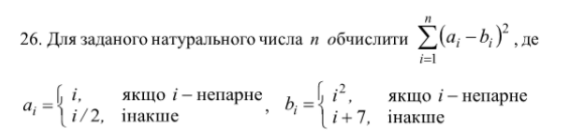 26. Для заданого натурального числа n обчислити $\sum_{i=1}^{n}(a_i - b_i)^2$, де
$a_i = \begin{cases} i, & \text{якщо } i - \text{непарне} \\ i/2, & \text{інакше} \end{cases}$, $b_i = \begin{cases} i^2, & \text{якщо } i - \text{непарне} \\ i+7, & \text{інакше} \end{cases}$